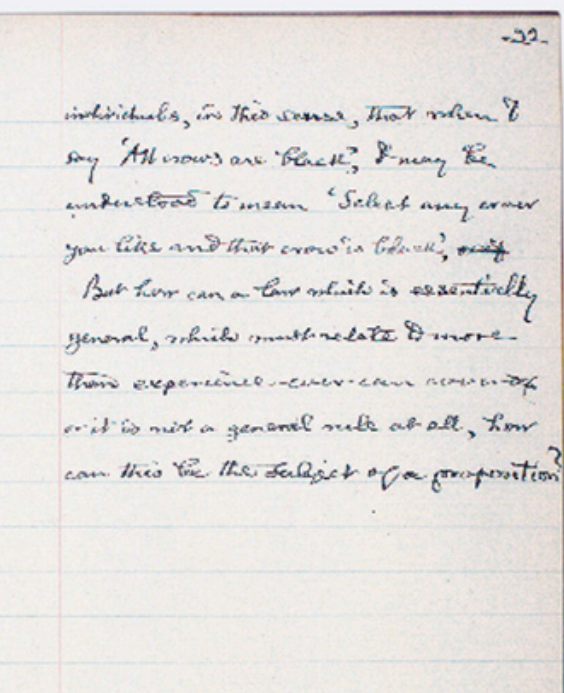 -22-
individuals, in this sense, that when I
say 'All crows are black', I may be
understood to mean 'Select any crow
you like and that crow is black',
But how can a law which is essentially
general, which must relate to more
than experience ever can cover
or it is not a general rule at all, how
can this be the subject of a proposition?